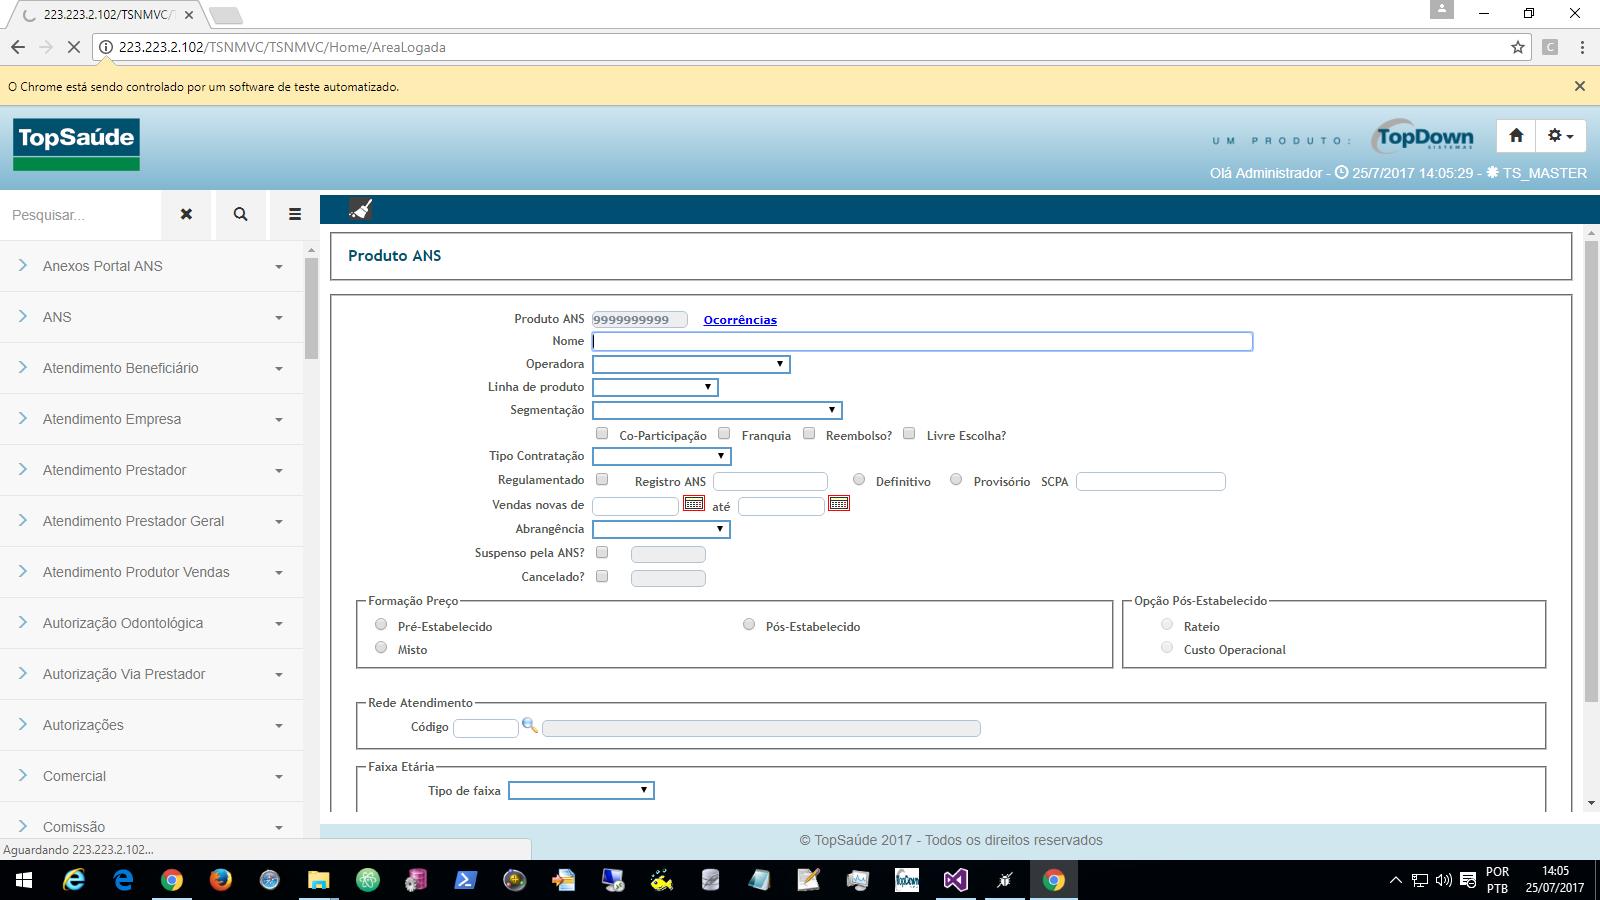 223.223.2.102/TSNMVC/T
223.223.2.102/TSNMVC/TSNMVC/Home/AreaLogada
C
O Chrome está sendo controlado por um software de teste automatizado.
TopSaúde
UM PRODUTO:
TopDown
SISTEMAS
Olá Administrador - 25/7/2017 14:05:29 - TS_MASTER
Pesquisar...
Anexos Portal ANS
ANS
Atendimento Beneficiário
Atendimento Empresa
Atendimento Prestador
Atendimento Prestador Geral
Atendimento Produtor Vendas
Autorização Odontológica
Autorização Via Prestador
Autorizações
Comercial
Comissão
Produto ANS
Produto ANS 9999999999 Ocorrências
Nome
Operadora
Linha de produto
Segmentação
Co-Participação Franquia Reembolso? Livre Escolha?
Tipo Contratação
Regulamentado Registro ANS Definitivo Provisório SCPA
Vendas novas de até
Abrangência
Suspenso pela ANS?
Cancelado?
Formação Preço
Pré-Estabelecido Pós-Estabelecido
Misto
Opção Pós-Estabelecido
Rateio
Custo Operacional
Rede Atendimento
Código
Faixa Etária
Tipo de faixa
Aguardando 223.223.2.102...
© TopSaúde 2017 - Todos os direitos reservados
TopDown
POR
PTB
14:05
25/07/2017